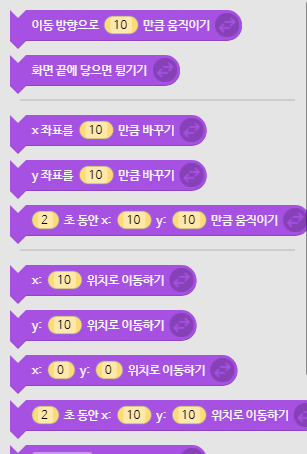 이동 방향으로 10 만큼 움직이기
화면 끝에 닿으면 튕기기
x 좌표를 10 만큼 바꾸기
y 좌표를 10 만큼 바꾸기
2 초 동안 x: 10 y: 10 만큼 움직이기
x: 10 위치로 이동하기
y: 10 위치로 이동하기
x: 0 y: 0 위치로 이동하기
2 초 동안 x: 10 y: 10 위치로 이동하기